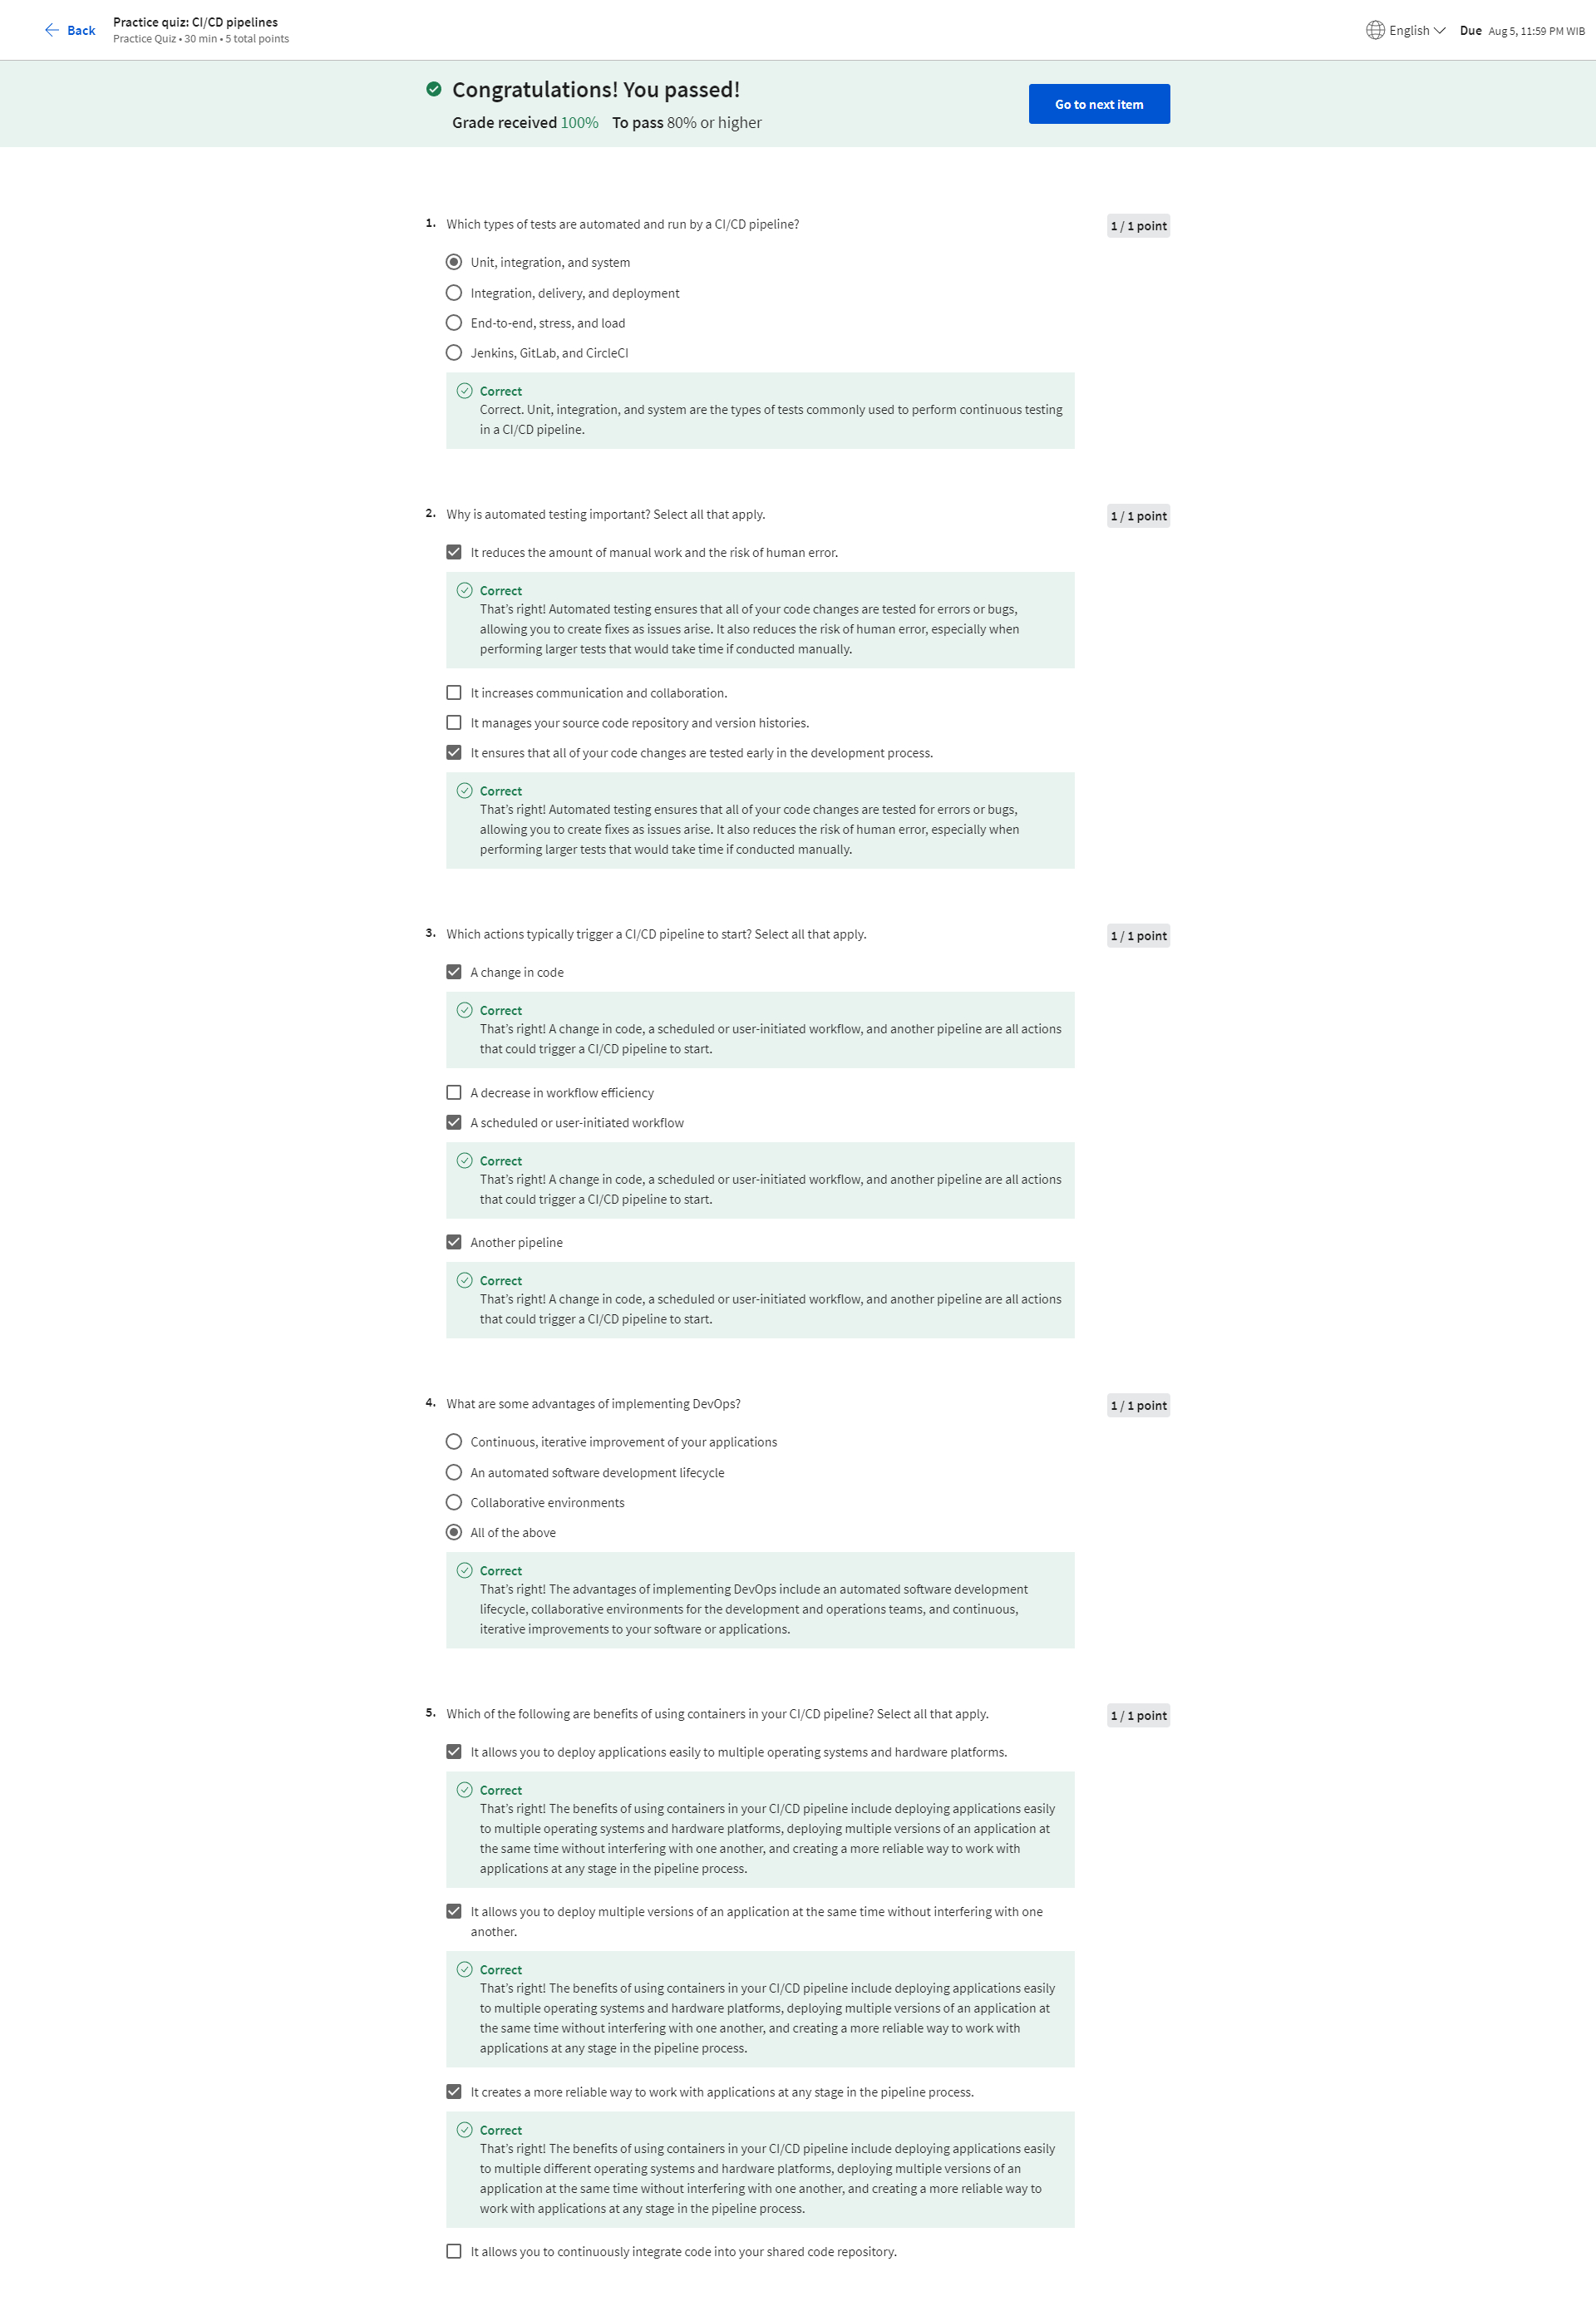 Back
Practice quiz: CI/CD pipelines
Practice Quiz • 30 min • 5 total points
English
Due Aug 5, 11:59 PM WIB
Congratulations! You passed!
Grade received 100% To pass 80% or higher
Go to next item
1. Which types of tests are automated and run by a CI/CD pipeline?
1 / 1 point
Unit, integration, and system
Integration, delivery, and deployment
End-to-end, stress, and load
Jenkins, GitLab, and CircleCI
Correct
Correct. Unit, integration, and system are the types of tests commonly used to perform continuous testing
in a CI/CD pipeline.
2. Why is automated testing important? Select all that apply.
1 / 1 point
It reduces the amount of manual work and the risk of human error.
Correct
That's right! Automated testing ensures that all of your code changes are tested for errors or bugs,
allowing you to create fixes as issues arise. It also reduces the risk of human error, especially when
performing larger tests that would take time if conducted manually.
It increases communication and collaboration.
It manages your source code repository and version histories.
It ensures that all of your code changes are tested early in the development process.
Correct
That's right! Automated testing ensures that all of your code changes are tested for errors or bugs,
allowing you to create fixes as issues arise. It also reduces the risk of human error, especially when
performing larger tests that would take time if conducted manually.
3. Which actions typically trigger a CI/CD pipeline to start? Select all that apply.
1 / 1 point
A change in code
Correct
That's right! A change in code, a scheduled or user-initiated workflow, and another pipeline are all actions
that could trigger a CI/CD pipeline to start.
A decrease in workflow efficiency
A scheduled or user-initiated workflow
Correct
That's right! A change in code, a scheduled or user-initiated workflow, and another pipeline are all actions
that could trigger a CI/CD pipeline to start.
Another pipeline
Correct
That's right! A change in code, a scheduled or user-initiated workflow, and another pipeline are all actions
that could trigger a CI/CD pipeline to start.
4. What are some advantages of implementing DevOps?
1 / 1 point
Continuous, iterative improvement of your applications
An automated software development lifecycle
Collaborative environments
All of the above
Correct
That's right! The advantages of implementing DevOps include an automated software development
lifecycle, collaborative environments for the development and operations teams, and continuous,
iterative improvements to your software or applications.
5. Which of the following are benefits of using containers in your CI/CD pipeline? Select all that apply.
1 / 1 point
It allows you to deploy applications easily to multiple operating systems and hardware platforms.
Correct
That's right! The benefits of using containers in your CI/CD pipeline include deploying applications easily
to multiple operating systems and hardware platforms, deploying multiple versions of an application at
the same time without interfering with one another, and creating a more reliable way to work with
applications at any stage in the pipeline process.
It allows you to deploy multiple versions of an application at the same time without interfering with one
another.
Correct
That's right! The benefits of using containers in your CI/CD pipeline include deploying applications easily
to multiple operating systems and hardware platforms, deploying multiple versions of an application at
the same time without interfering with one another, and creating a more reliable way to work with
applications at any stage in the pipeline process.
It creates a more reliable way to work with applications at any stage in the pipeline process.
Correct
That's right! The benefits of using containers in your CI/CD pipeline include deploying applications easily
to multiple different operating systems and hardware platforms, deploying multiple versions of an
application at the same time without interfering with one another, and creating a more reliable way to
work with applications at any stage in the pipeline process.
It allows you to continuously integrate code into your shared code repository.